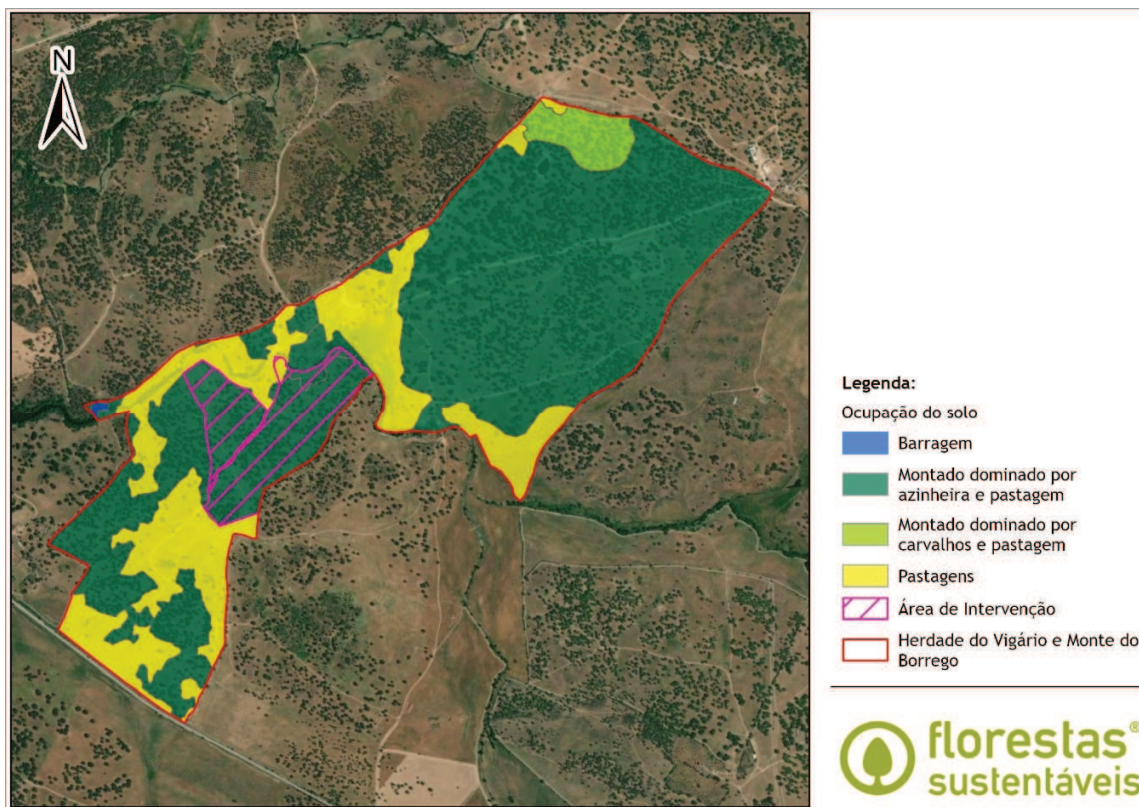 N
Legenda:
Ocupação do solo
Barragem
Montado dominado por
azinheira e pastagem
Montado dominado por
carvalhos e pastagem
Pastagens
Área de Intervenção
Herdade do Vigário e Monte do
Borrego
florestas®
sustentáveis